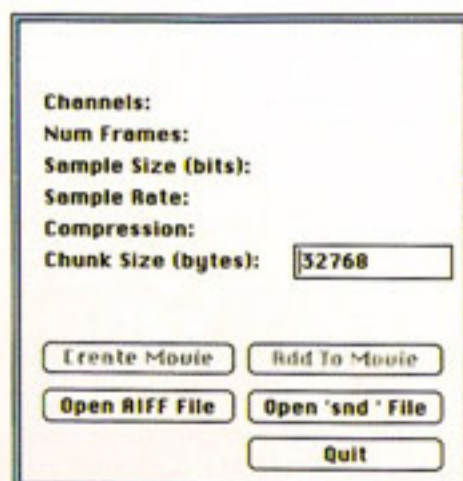 Channels:
Num Frames:
Sample Size (bits):
Sample Rate:
Compression:
Chunk Size (bytes): 32768
Create Movie Add To Movie
Open AIFF File Open 'snd ' File
Quit